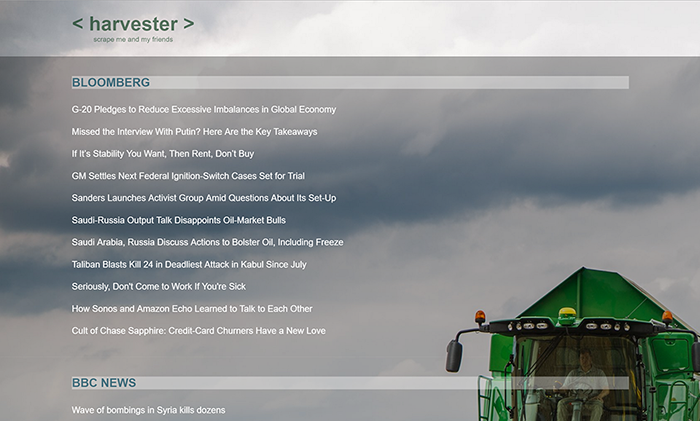 < harvester >
scrape me and my friends
BLOOMBERG
G-20 Pledges to Reduce Excessive Imbalances in Global Economy
Missed the Interview With Putin? Here Are the Key Takeaways
If It's Stability You Want, Then Rent, Don't Buy
GM Settles Next Federal Ignition-Switch Cases Set for Trial
Sanders Launches Activist Group Amid Questions About Its Set-Up
Saudi-Russia Output Talk Disappoints Oil-Market Bulls
Saudi Arabia, Russia Discuss Actions to Bolster Oil, Including Freeze
Taliban Blasts Kill 24 in Deadliest Attack in Kabul Since July
Seriously, Don't Come to Work If You're Sick
How Sonos and Amazon Echo Learned to Talk to Each Other
Cult of Chase Sapphire: Credit-Card Churners Have a New Love
BBC NEWS
Wave of bombings in Syria kills dozens